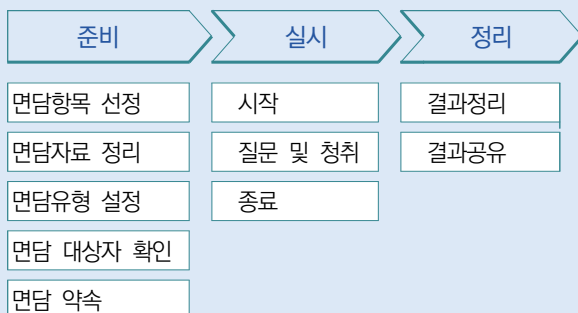 준비
실시
정리
면담항목 선정
시작
결과정리
면담자료 정리
질문 및 청취
결과공유
면담유형 설정
종료
면담 대상자 확인
면담 약속